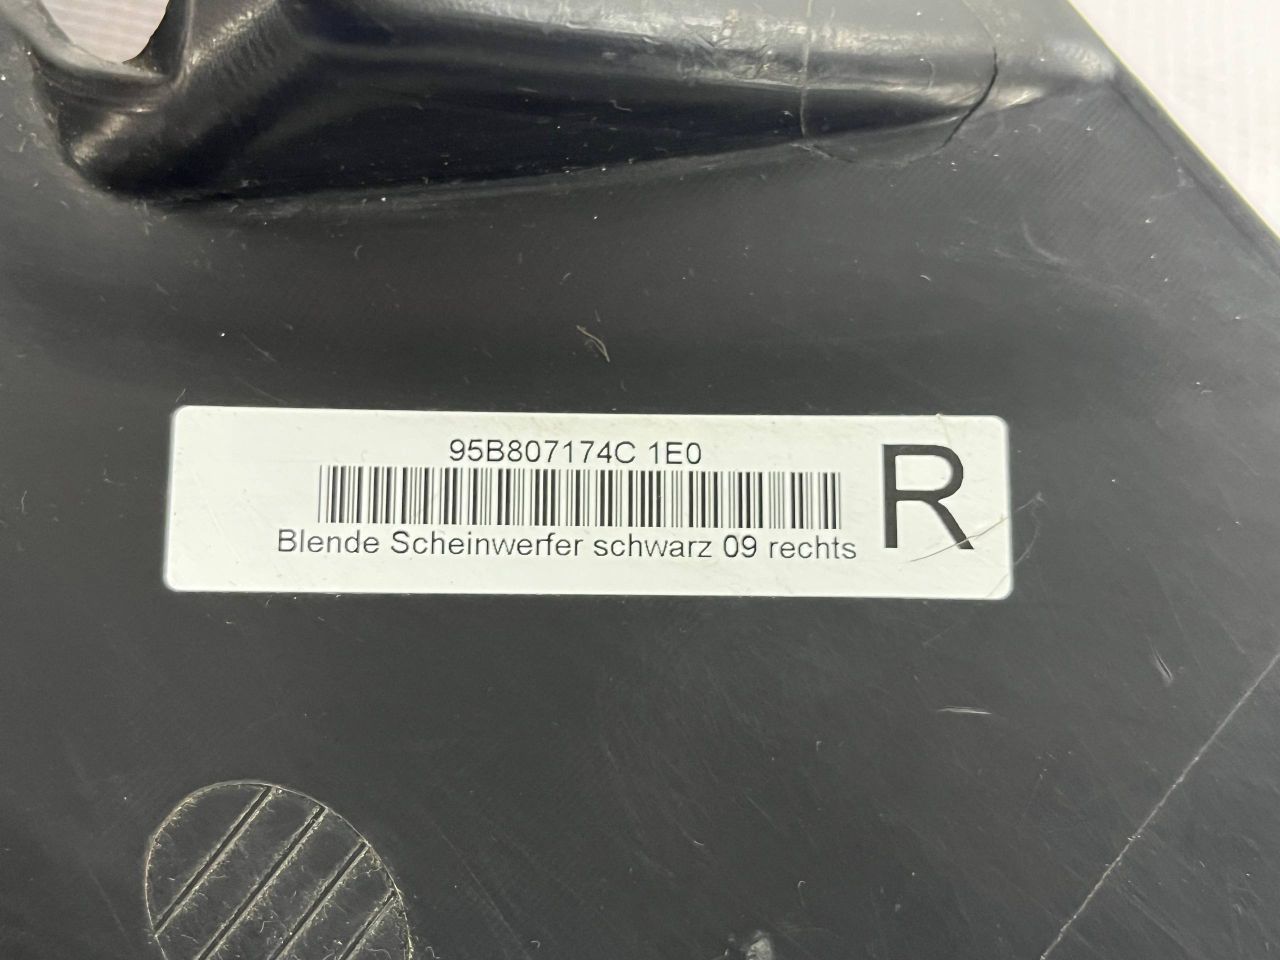 95B807174C 1E0
R
Blende Scheinwerfer schwarz 09 rechts